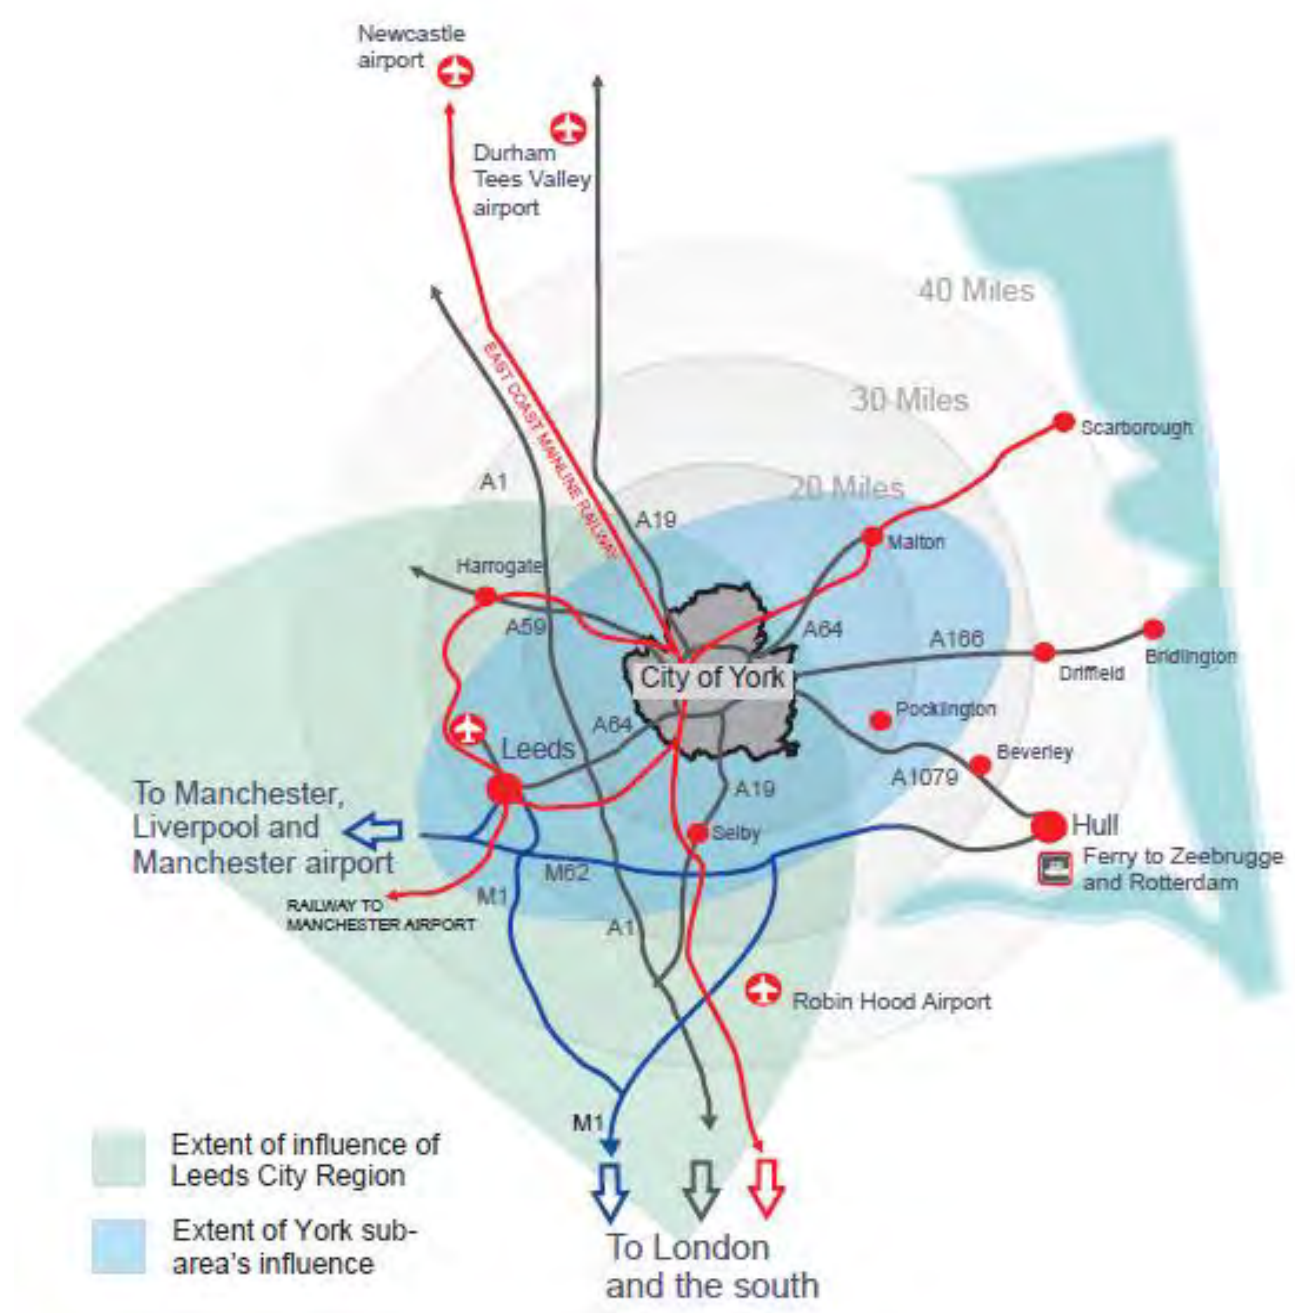 Newcastle
airport
Durham
Tees Valley
airport
40 Miles
30 Miles
Scarborough
EAST COAST MAINLINE RAILWAY
A1
20 Miles
A19
Malton
Harrogate
A59
A64
A166
Bridlington
Driffield
City of York
Pocklington
A64
Leeds
Beverley
A1079
A19
To Manchester,
Liverpool and
Manchester airport
Selby
Hull
Ferry to Zeebrugge
and Rotterdam
M62
M1
RAILWAY TO
MANCHESTER AIRPORT
A1
Robin Hood Airport
M1
Extent of influence of
Leeds City Region
Extent of York sub-
area's influence
To London
and the south